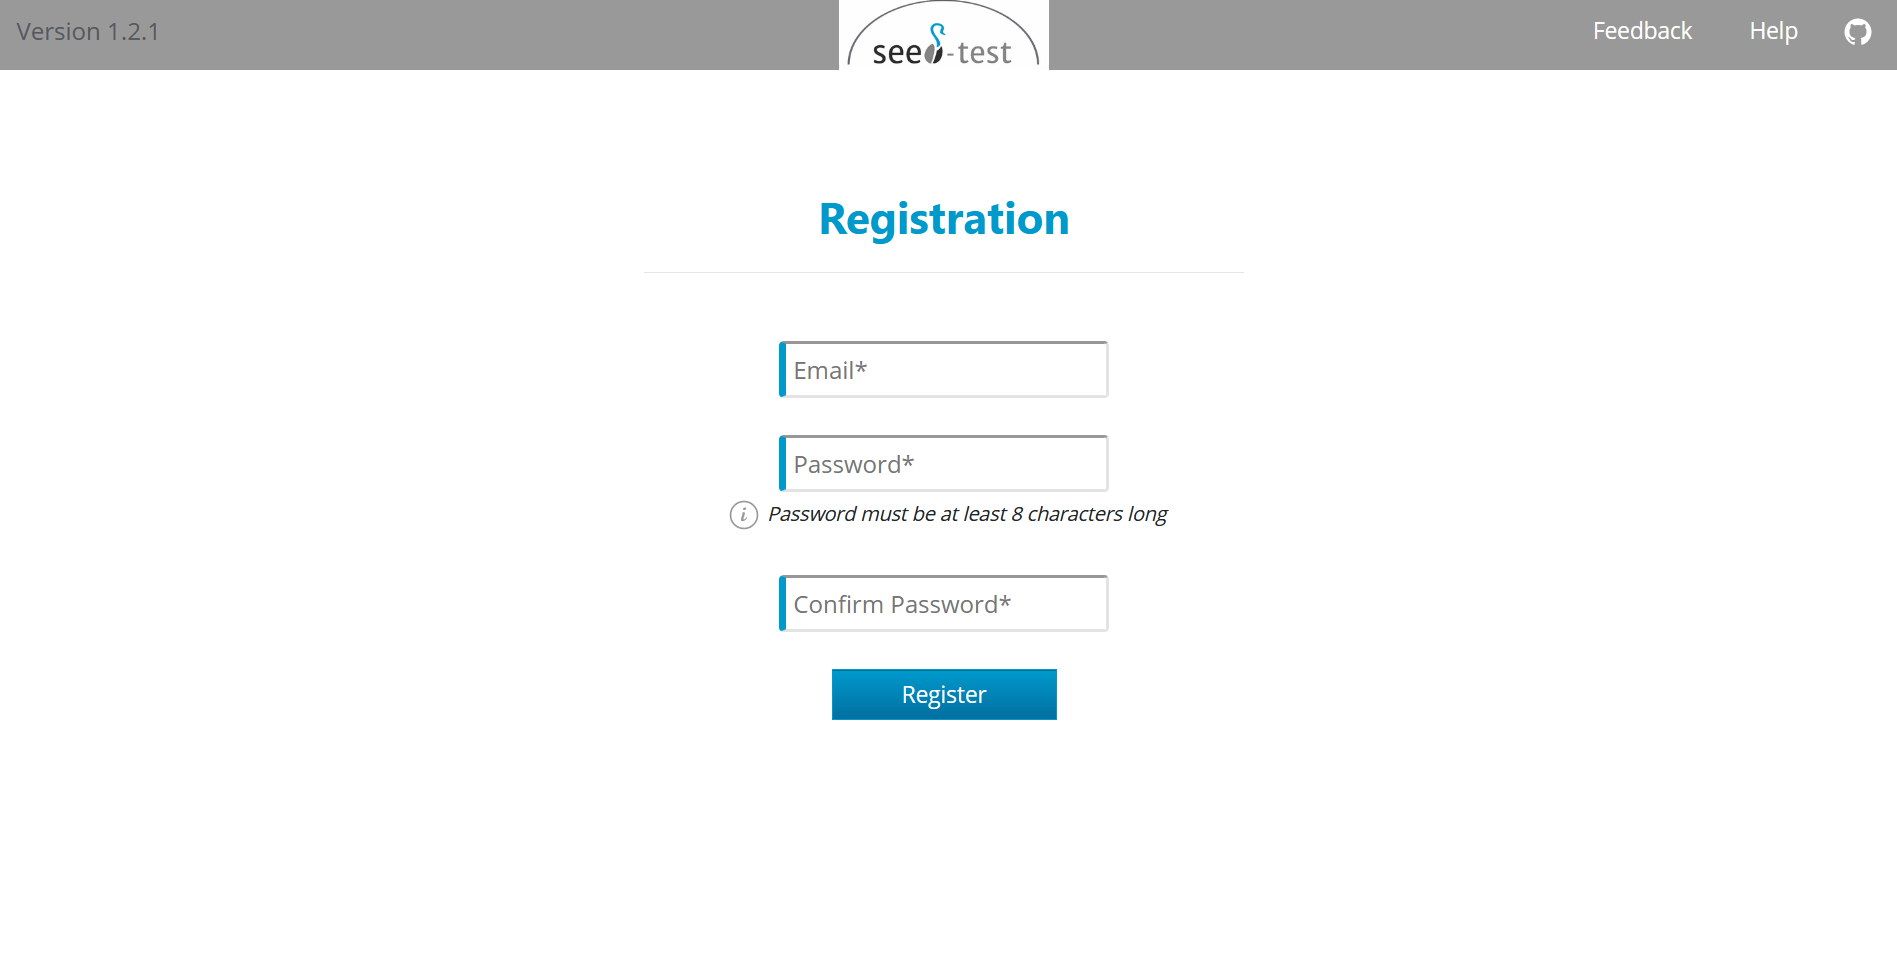 Version 1.2.1
seed-test
Feedback
Help
Registration
Email*
Password*
i Password must be at least 8 characters long
Confirm Password*
Register